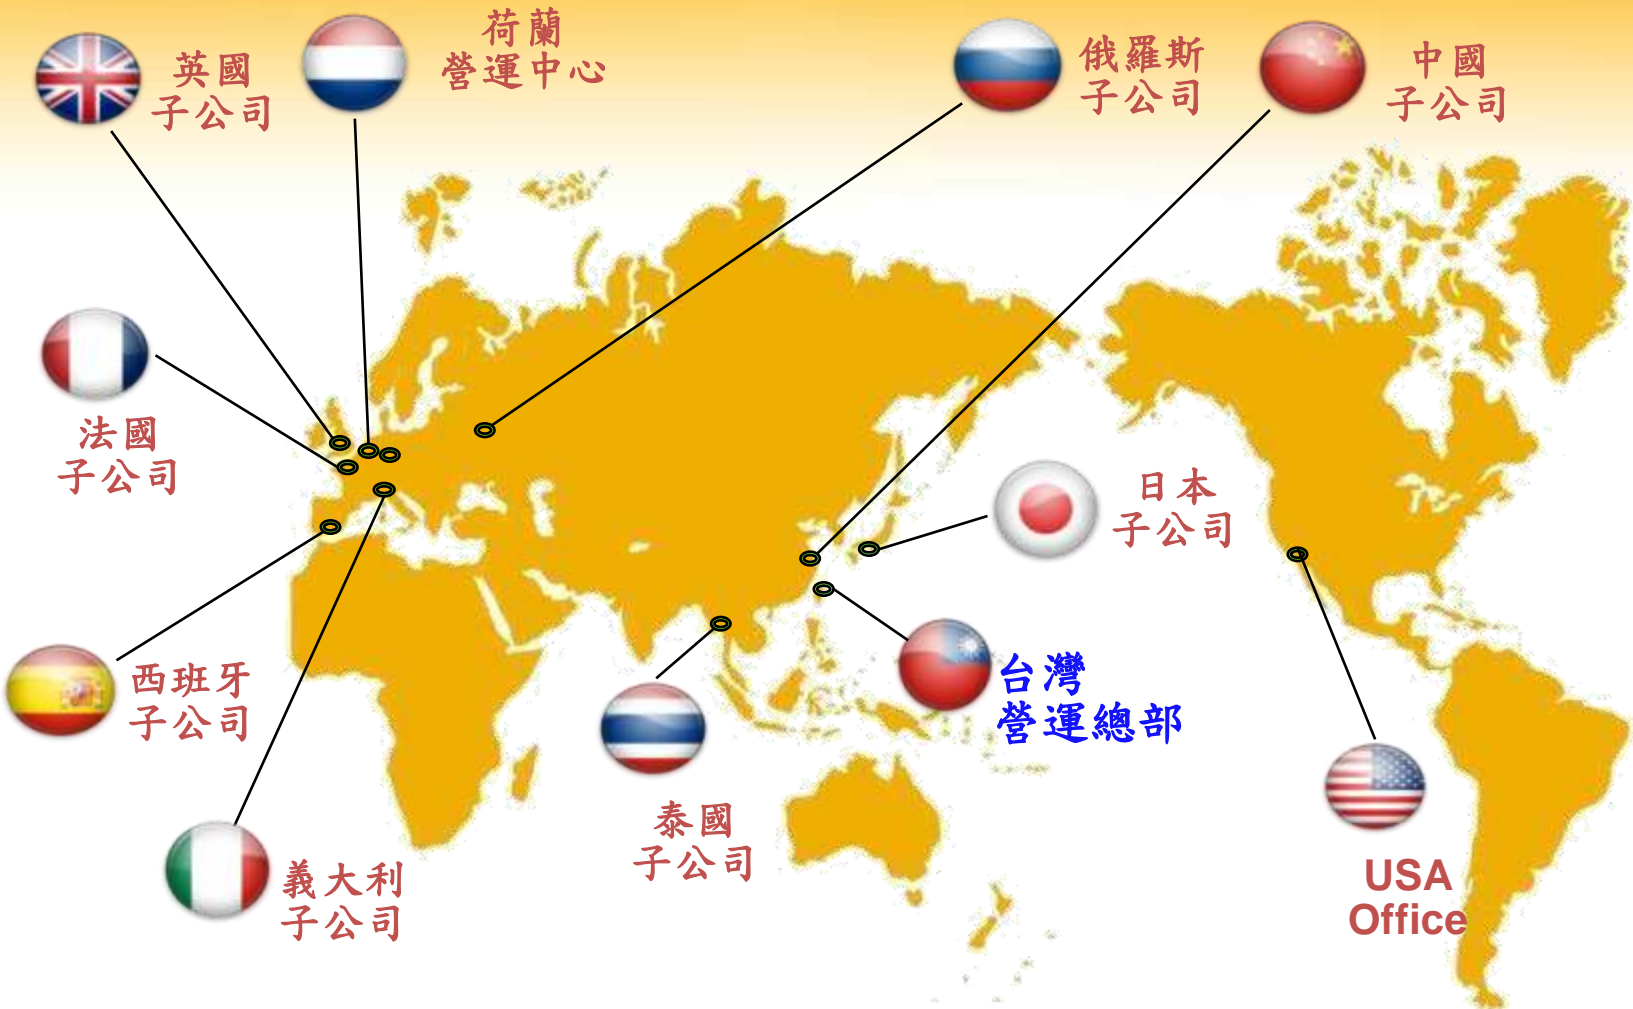 英國
子公司
荷蘭
營運中心
俄羅斯
子公司
中國
子公司
法國
子公司
日本
子公司
西班牙
子公司
台灣
營運總部
泰國
子公司
義大利
子公司
USA
Office